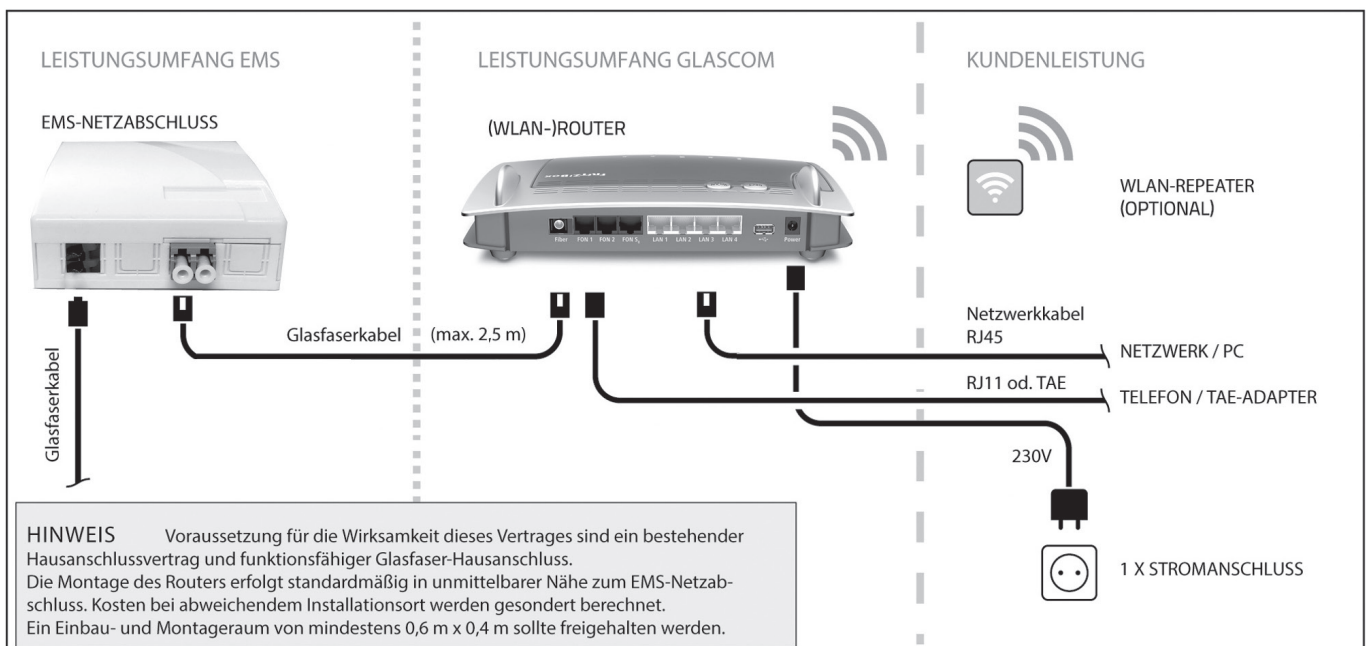 LEISTUNGSUMFANG EMS
LEISTUNGSUMFANG GLASCOM
KUNDENLEISTUNG
EMS-NETZABSCHLUSS
(WLAN-)ROUTER
FRITZ!Box
Fiber FON 1 FON 2 FON S₀ LAN 1 LAN 2 LAN 3 LAN 4 Power
WLAN-REPEATER
(OPTIONAL)
Glasfaserkabel (max. 2,5 m)
Glasfaserkabel
Netzwerkkabel
RJ45
NETZWERK / PC
RJ11 od. TAE
TELEFON / TAE-ADAPTER
230V
1 X STROMANSCHLUSS
HINWEIS Voraussetzung für die Wirksamkeit dieses Vertrages sind ein bestehender
Hausanschlussvertrag und funktionsfähiger Glasfaser-Hausanschluss.
Die Montage des Routers erfolgt standardmäßig in unmittelbarer Nähe zum EMS-Netzab-
schluss. Kosten bei abweichendem Installationsort werden gesondert berechnet.
Ein Einbau- und Montageraum von mindestens 0,6 m x 0,4 m sollte freigehalten werden.